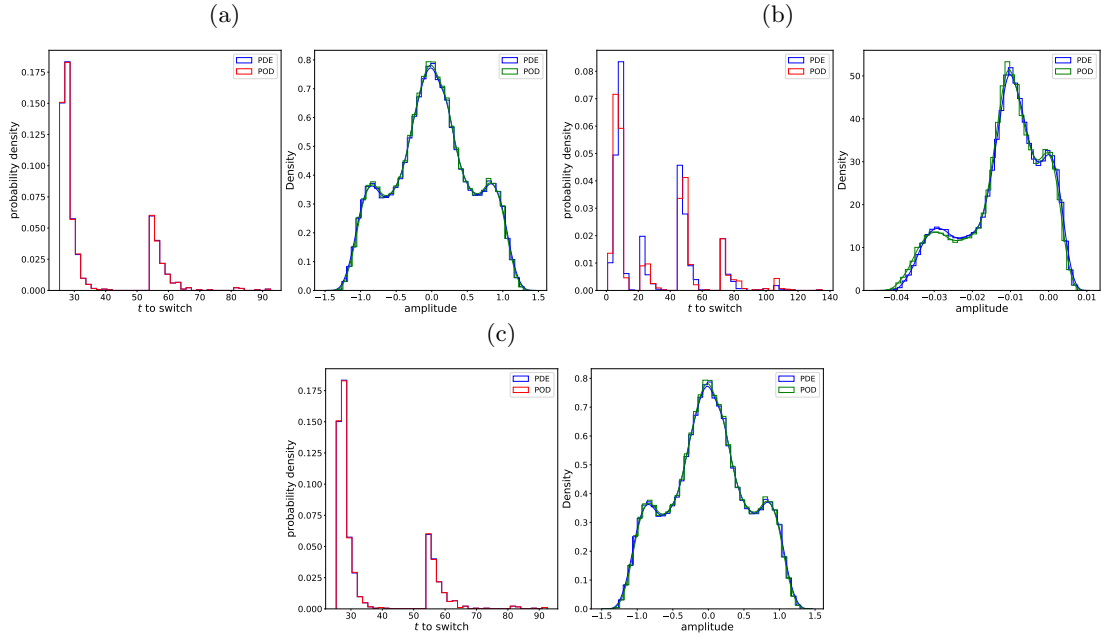 (a)
(b)
probability density
0.175
0.150
0.125
0.100
0.075
0.050
0.025
0.000
30 40 50 60 70 80 90
t to switch
PDE
POD
Density
0.8
0.7
0.6
0.5
0.4
0.3
0.2
0.1
0.0
−1.5 −1.0 −0.5 0.0 0.5 1.0 1.5
amplitude
PDE
POD
probability density
0.08
0.07
0.06
0.05
0.04
0.03
0.02
0.01
0.00
0 20 40 60 80 100 120 140
t to switch
PDE
POD
Density
50
40
30
20
10
0
−0.04 −0.03 −0.02 −0.01 0.00 0.01
amplitude
PDE
POD
(c)
probability density
0.175
0.150
0.125
0.100
0.075
0.050
0.025
0.000
30 40 50 60 70 80 90
t to switch
PDE
POD
Density
0.8
0.7
0.6
0.5
0.4
0.3
0.2
0.1
0.0
−1.5 −1.0 −0.5 0.0 0.5 1.0 1.5
amplitude
PDE
POD